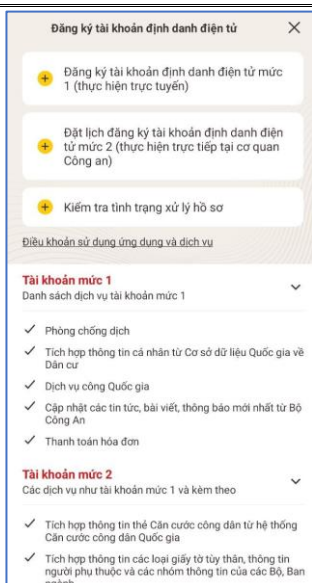 Đăng ký tài khoản định danh điện tử
Đăng ký tài khoản định danh điện tử mức
1 (thực hiện trực tuyến)
Đặt lịch đăng ký tài khoản định danh điện
tử mức 2 (thực hiện trực tiếp tại cơ quan
Công an)
Kiểm tra tình trạng xử lý hồ sơ
Điều khoản sử dụng ứng dụng và dịch vụ
Tài khoản mức 1
Danh sách dịch vụ tài khoản mức 1
Phòng chống dịch
Tích hợp thông tin cá nhân từ Cơ sở dữ liệu Quốc gia về
Dân cư
Dịch vụ công Quốc gia
Cập nhật các tin tức, bài viết, thông báo mới nhất từ Bộ
Công An
Thanh toán hóa đơn
Tài khoản mức 2
Các dịch vụ như tài khoản mức 1 và kèm theo
Tích hợp thông tin thẻ Căn cước công dân từ hệ thống
Căn cước công dân Quốc gia
Tích hợp thông tin các loại giấy tờ tùy thân, thông tin
người phụ thuộc và các nhóm thông tin của các Bộ, Ban